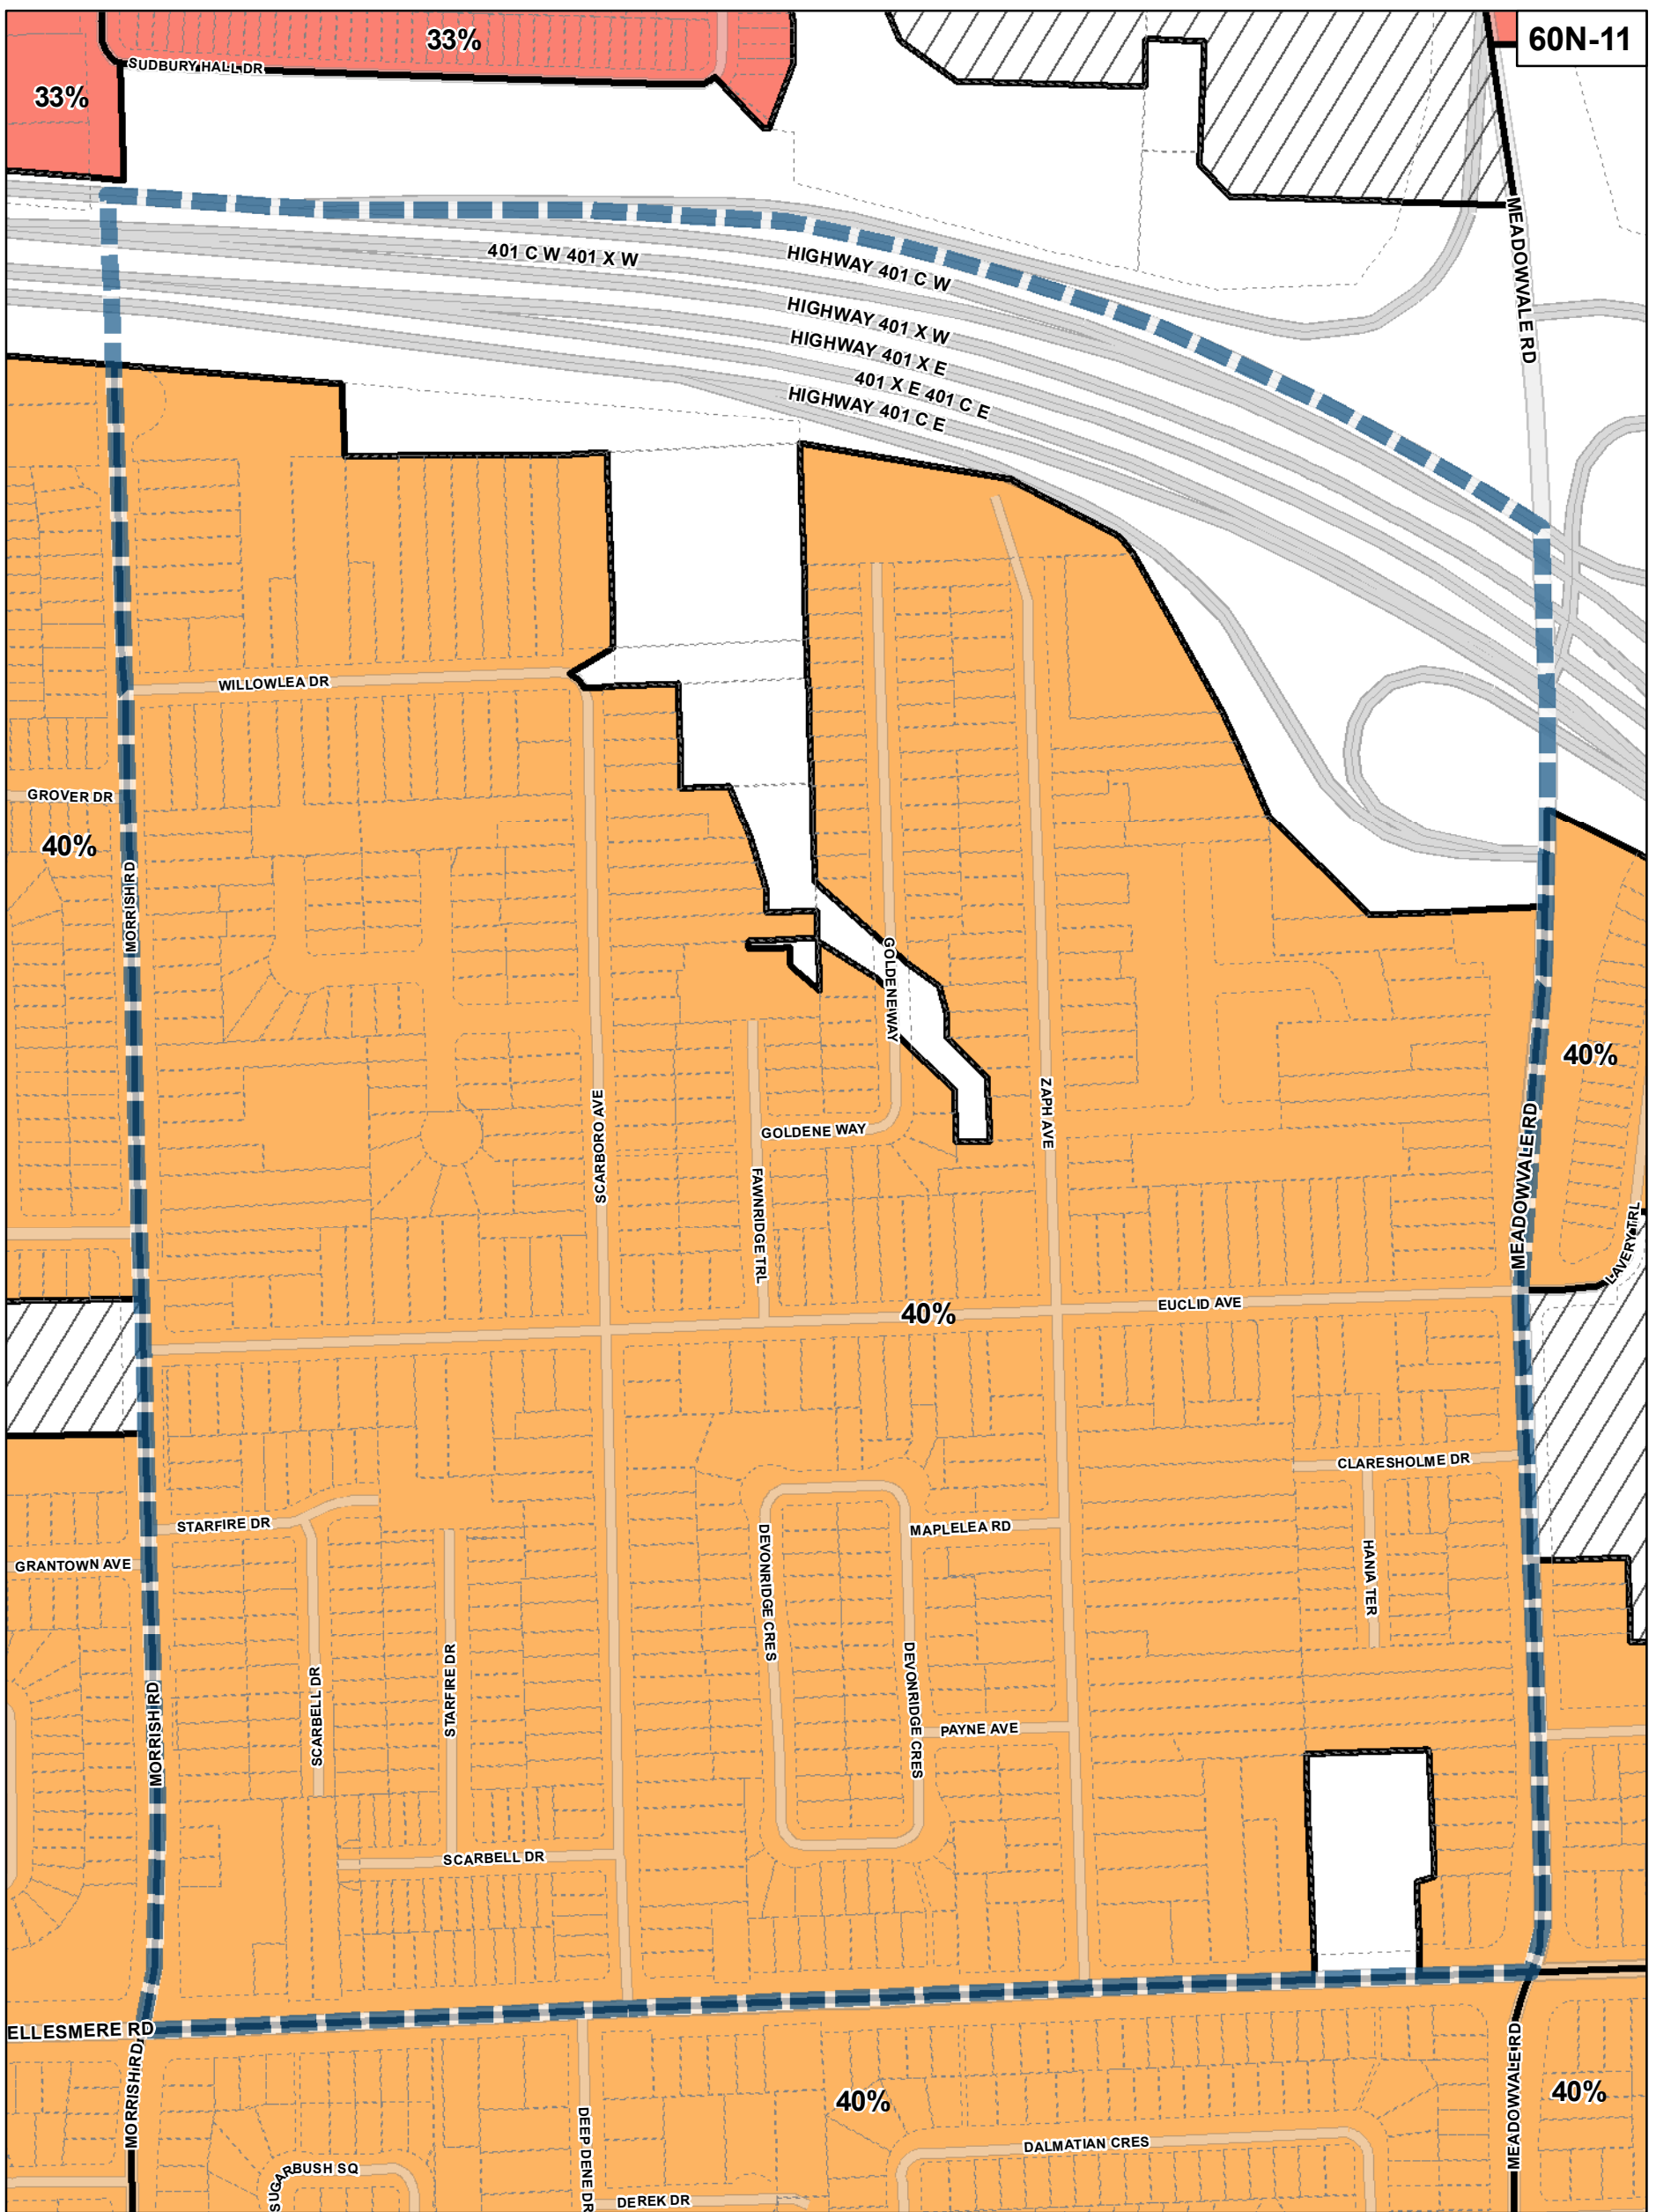 60N-11
33%
33%
SUDBURY HALL DR
MEADOWVALE RD
401 C W 401 X W
HIGHWAY 401 C W
HIGHWAY 401 X W
HIGHWAY 401 X E
401 X E 401 C E
HIGHWAY 401 C E
WILLOWLEA DR
GROVER DR
40%
MORRISH RD
GOLDENE WAY
40%
SCARBORO AVE
ZAPH AVE
MEADOWVALE RD
GOLDENE WAY
FAWNRIDGE TRL
LAVERY TRL
EUCLID AVE
40%
CLARESHOLME DR
STARFIRE DR
MAPLELEA RD
GRANTOWN AVE
DEVONRIDGE CRES
HANIA TER
SCARBELL DR
STARFIRE DR
MORRISH RD
DEVONRIDGE CRES
PAYNE AVE
SCARBELL DR
ELLESMERE RD
MORRISH RD
MEADOWVALE RD
40%
40%
DEEP DENE DR
DALMATIAN CRES
SUGARBUSH SQ
DEREK DR